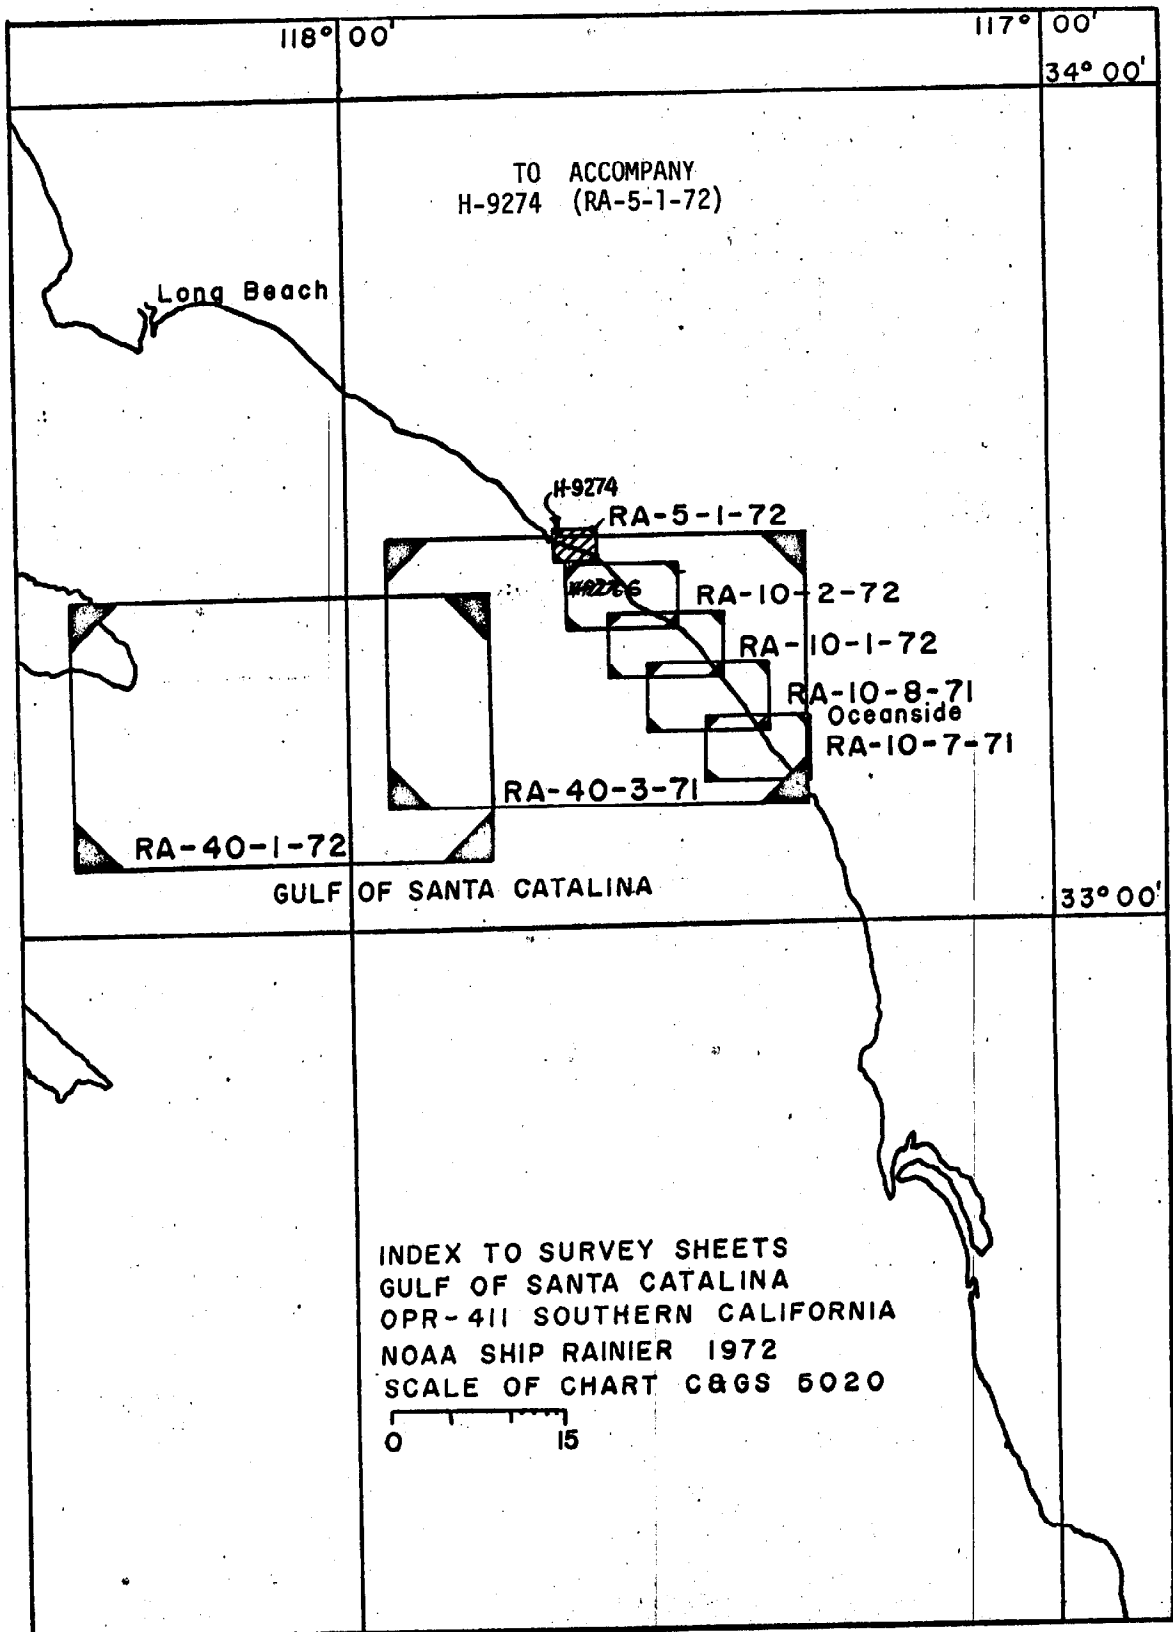 118° 00'
117° 00'
34° 00'
TO ACCOMPANY
H-9274 (RA-5-1-72)
Long Beach
H-9274
RA-5-1-72
RA-10-2-72
RA-10-1-72
RA-10-8-71
Oceanside
RA-10-7-71
RA-40-3-71
RA-40-1-72
GULF OF SANTA CATALINA
33° 00'
INDEX TO SURVEY SHEETS
GULF OF SANTA CATALINA
OPR-411 SOUTHERN CALIFORNIA
NOAA SHIP RAINIER 1972
SCALE OF CHART C&GS 5020
0 15